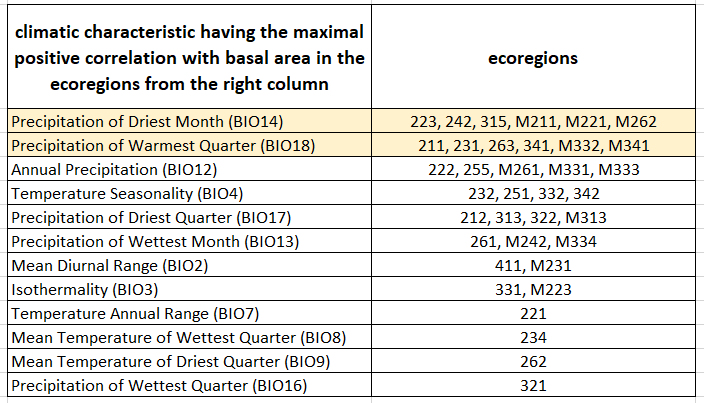 climatic characteristic having the maximal
positive correlation with basal area in the
ecoregions from the right column
ecoregions
Precipitation of Driest Month (BIO14) 223, 242, 315, M211, M221, M262
Precipitation of Warmest Quarter (BIO18) 211, 231, 263, 341, M332, M341
Annual Precipitation (BIO12) 222, 255, M261, M331, M333
Temperature Seasonality (BIO4) 232, 251, 332, 342
Precipitation of Driest Quarter (BIO17) 212, 313, 322, M313
Precipitation of Wettest Month (BIO13) 261, M242, M334
Mean Diurnal Range (BIO2) 411, M231
Isothermality (BIO3) 331, M223
Temperature Annual Range (BIO7) 221
Mean Temperature of Wettest Quarter (BIO8) 234
Mean Temperature of Driest Quarter (BIO9) 262
Precipitation of Wettest Quarter (BIO16) 321